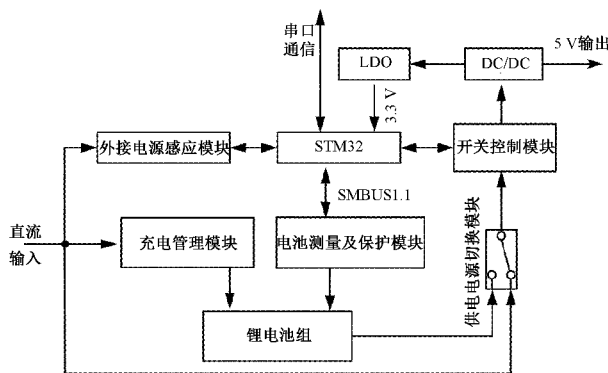 串口
通信
LDO
DC/DC
5 V输出
3.3 V
外接电源感应模块
STM32
开关控制模块
SMBUS1.1
直流
输入
充电管理模块
电池测量及保护模块
供电电源切换模块
锂电池组